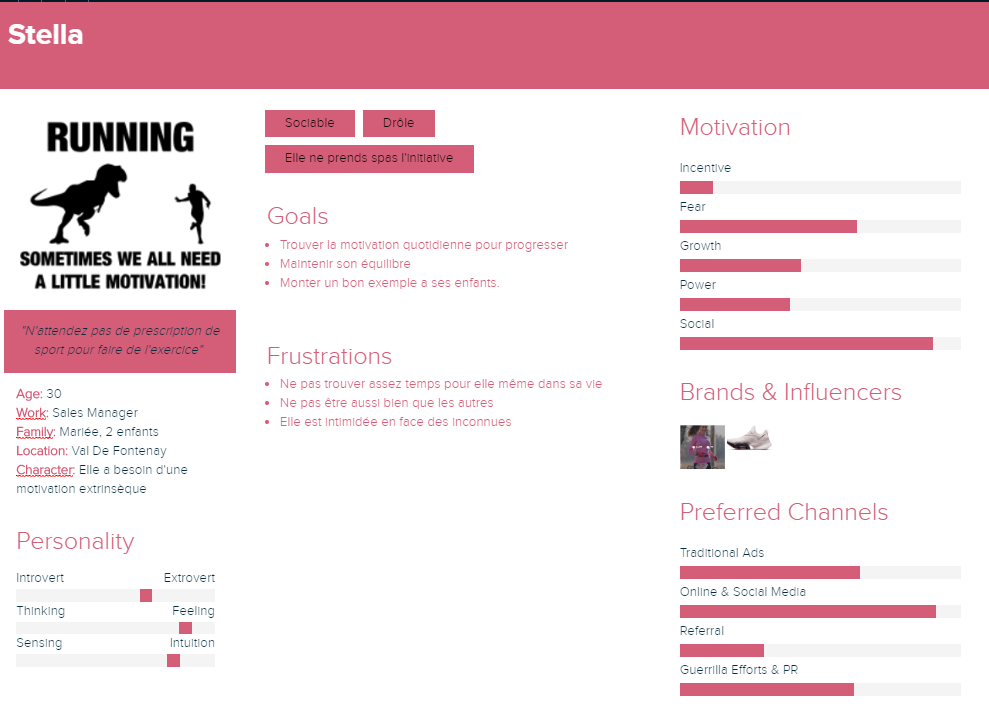 Stella
RUNNING
SOMETIMES WE ALL NEED
A LITTLE MOTIVATION!
"N'attendez pas de prescription de
sport pour faire de l'exercice"
Age: 30
Work: Sales Manager
Family: Mariée, 2 enfants
Location: Val De Fontenay
Character: Elle a besoin d'une
motivation extrinsèque
Personality
Introvert Extrovert
Thinking Feeling
Sensing Intuition
Sociable Drôle
Elle ne prends spas l'initiative
Goals
• Trouver la motivation quotidienne pour progresser
• Maintenir son équilibre
• Monter un bon exemple a ses enfants.
Frustrations
• Ne pas trouver assez temps pour elle même dans sa vie
• Ne pas être aussi bien que les autres
• Elle est intimidée en face des inconnues
Motivation
Incentive
Fear
Growth
Power
Social
Brands & Influencers
Preferred Channels
Traditional Ads
Online & Social Media
Referral
Guerrilla Efforts & PR